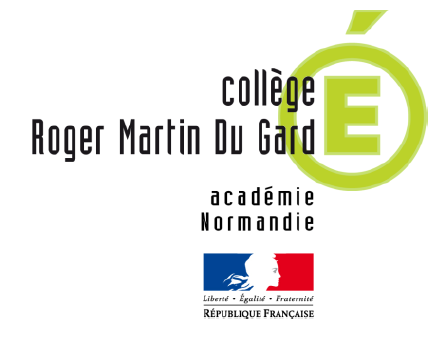 collège
Roger Martin Du Gard
É
académie
Normandie
Liberté • Égalité • Fraternité
RÉPUBLIQUE FRANÇAISE